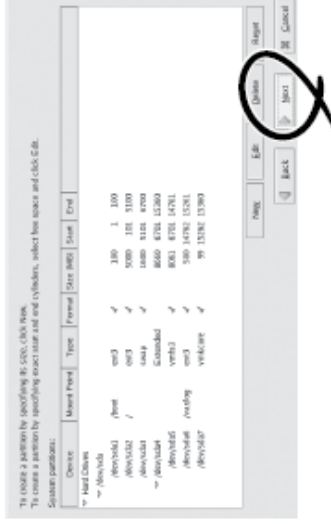 To create a partition by specifying its size, click New.
To create a partition by specifying exact start and end cylinders, select free space and click Edit.
System partitions:
Device Mount Point Type Format Size (MB) Start End
Hard Drives
/dev/sda
/dev/sda1 /boot ext3 100 1 100
/dev/sda2 / ext3 5000 101 5100
/dev/sda3 swap 1600 5101 6700
/dev/sda4 Extended 8660 6701 15360
/dev/sda5 vmfs3 8061 6701 14761
/dev/sda6 /var/log ext3 500 14762 15261
/dev/sda7 vmkcore 99 15262 15360
New Edit Delete Reset
Back Next Cancel